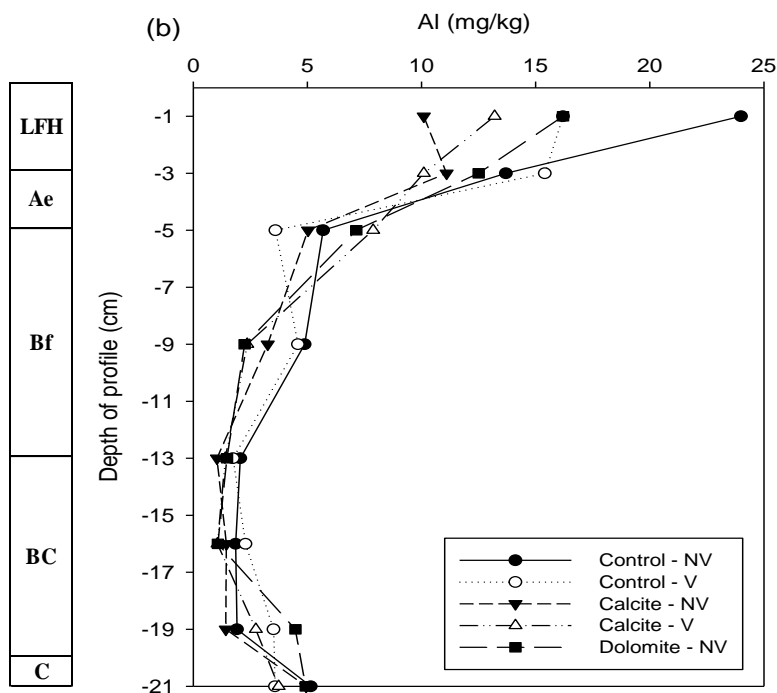 (b)
Al (mg/kg)
0 5 10 15 20 25
LFH
Ae
Bf
BC
C
Depth of profile (cm)
-1
-3
-5
-7
-9
-11
-13
-15
-17
-19
-21
Control - NV
Control - V
Calcite - NV
Calcite - V
Dolomite - NV